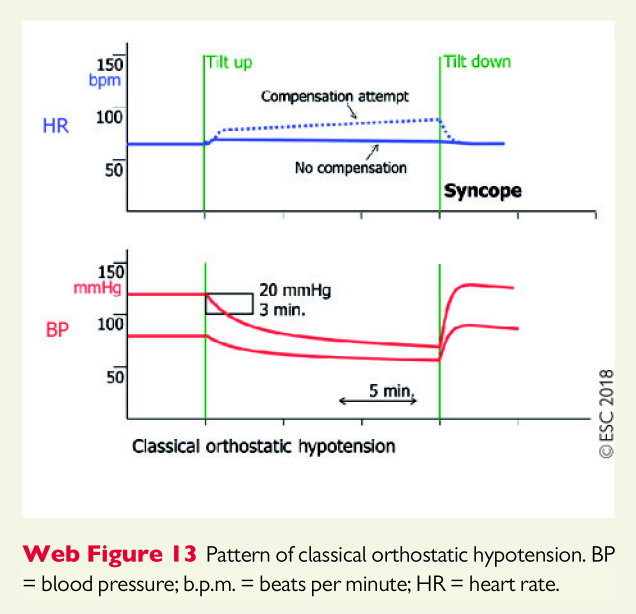 150
bpm
Tilt up
Tilt down
Compensation attempt
100
HR
No compensation
50
Syncope
150
mmHg
20 mmHg
3 min.
100
BP
50
5 min.
©ESC 2018
Classical orthostatic hypotension
Web Figure 13 Pattern of classical orthostatic hypotension. BP
= blood pressure; b.p.m. = beats per minute; HR = heart rate.